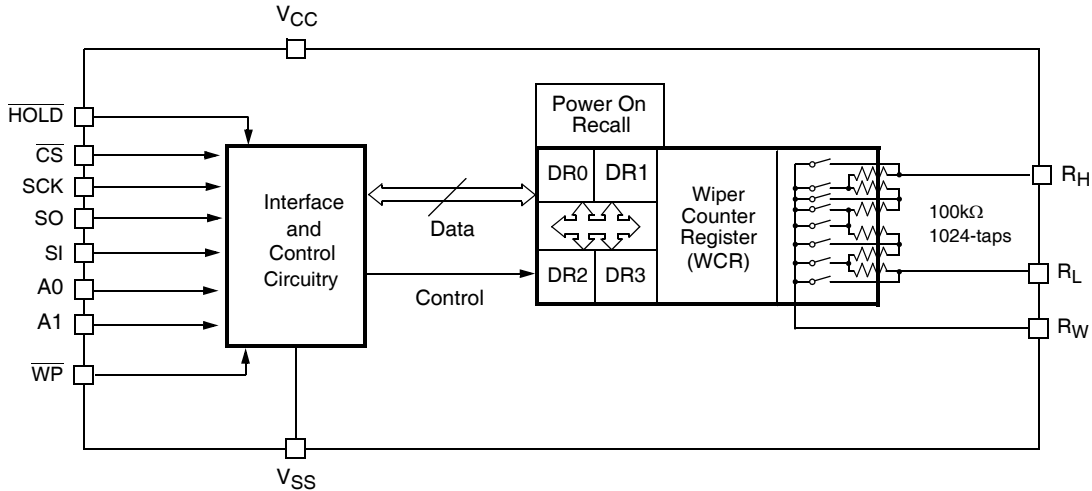 VCC
HOLD
CS
SCK
SO
SI
A0
A1
WP
Interface
and
Control
Circuitry
Data
Control
Power On
Recall
DR0
DR1
DR2
DR3
Wiper
Counter
Register
(WCR)
100kΩ
1024-taps
RH
RL
RW
VSS